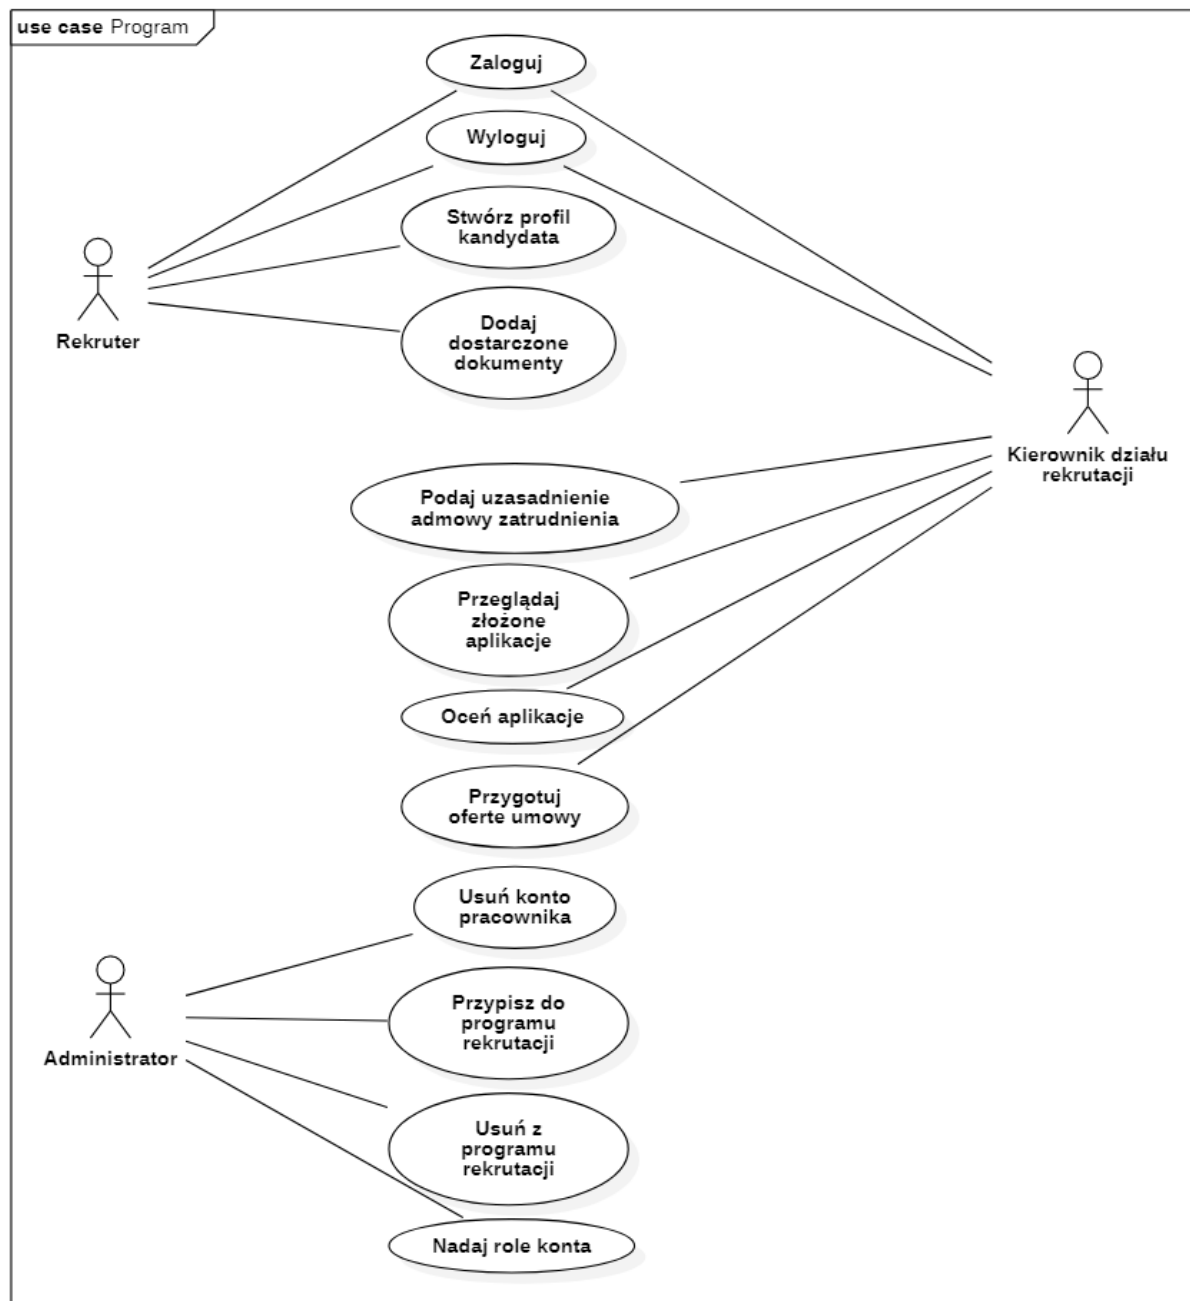 use case Program
Zaloguj
Wyloguj
Stwórz profil
kandydata
Rekruter
Dodaj
dostarczone
dokumenty
Kierownik działu
rekrutacji
Podaj uzasadnienie
admowy zatrudnienia
Przeglądaj
złożone
aplikacje
Oceń aplikacje
Przygotuj
oferte umowy
Usuń konto
pracownika
Administrator
Przypisz do
programu
rekrutacji
Usuń z
programu
rekrutacji
Nadaj role konta